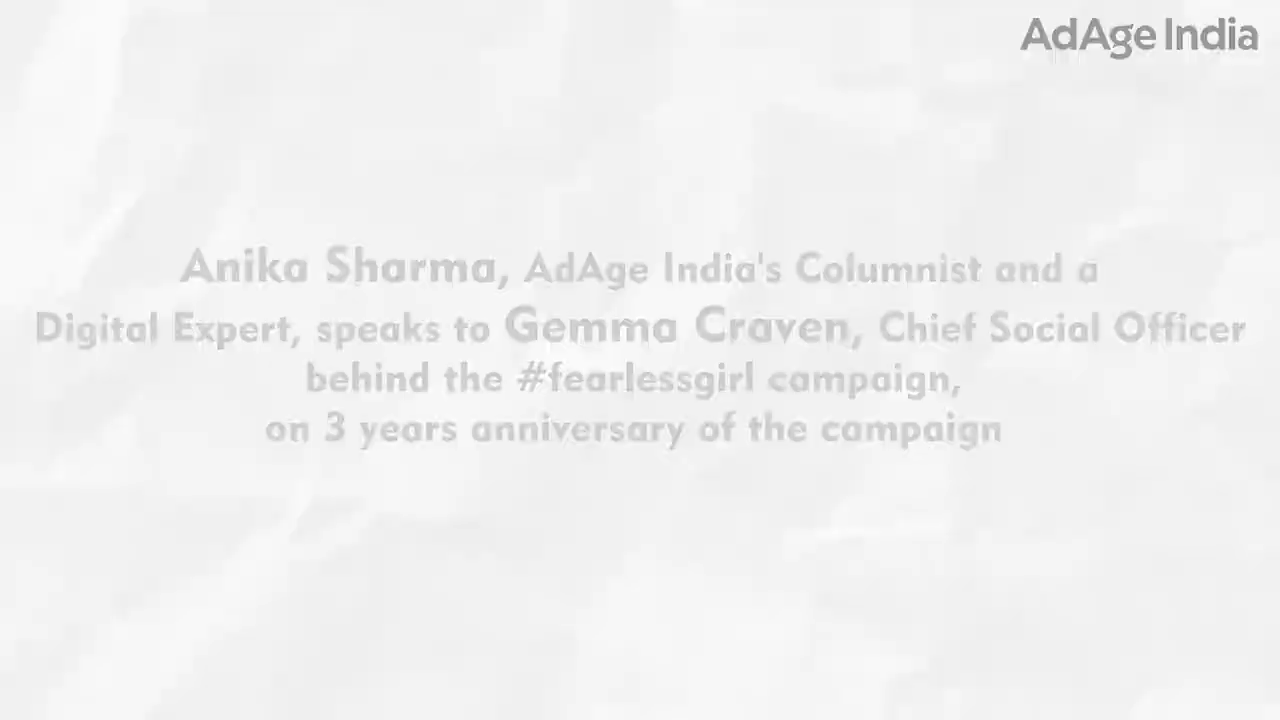 AdAge India
Anika Sharma, AdAge India's Columnist and a
Digital Expert, speaks to Gemma Craven, Chief Social Officer
behind the #fearlessgirl campaign,
on 3 years anniversary of the campaign